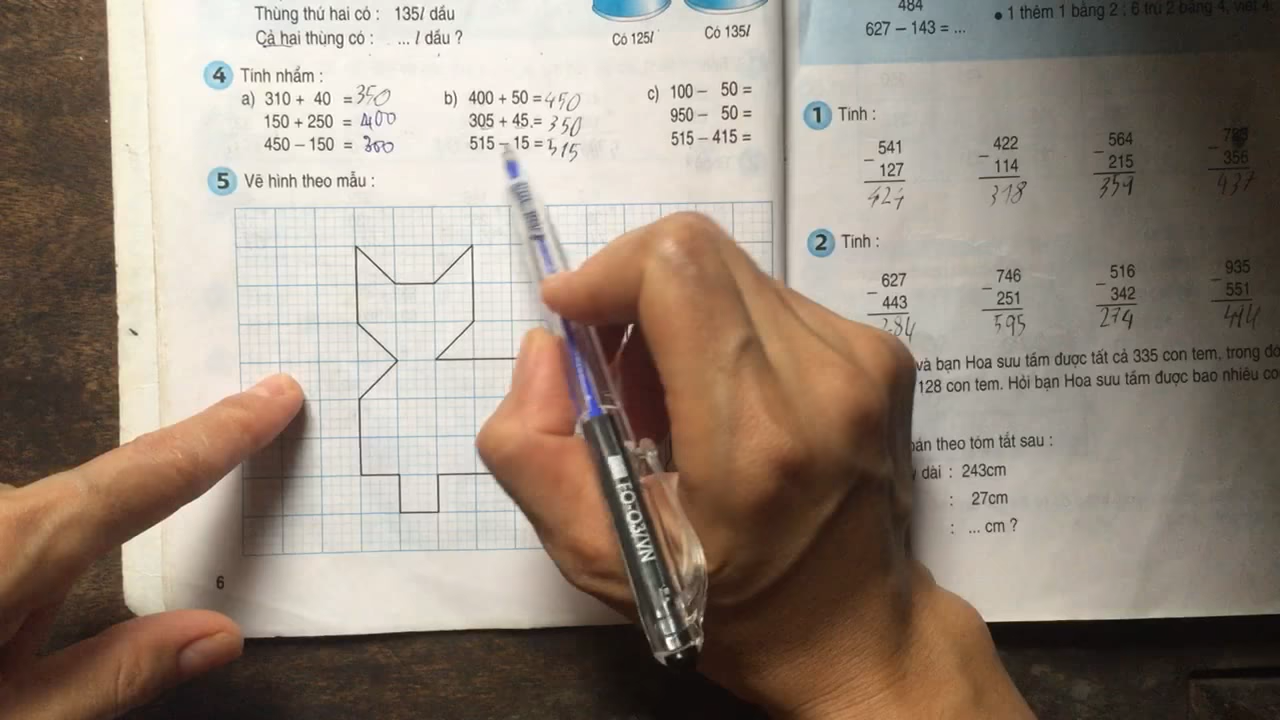 Thùng thứ hai có : 135l dầu
Cả hai thùng có : ... l dầu ?
Có 125l
Có 135l
4 Tính nhẩm :
a) 310 + 40 = 350
150 + 250 = 400
450 – 150 = 300
b) 400 + 50 = 450
305 + 45 = 350
515 – 15 = 515
c) 100 – 50 =
950 – 50 =
515 – 415 =
5 Vẽ hình theo mẫu :
6
484
627 – 143 = ...
• 1 thêm 1 bằng 2 ; 6 trừ 2 bằng 4, viết 4.
1 Tính :
541
– 127
424
422
– 114
318
564
– 215
359
–
356
437
2 Tính :
627
– 443
284
746
– 251
595
516
– 342
274
935
– 551
và bạn Hoa sưu tầm được tất cả 335 con tem, trong đó
128 con tem. Hỏi bạn Hoa sưu tầm được bao nhiêu co
theo tóm tắt sau :
dài : 243cm
: 27cm
: ... cm ?
FO-03/VN